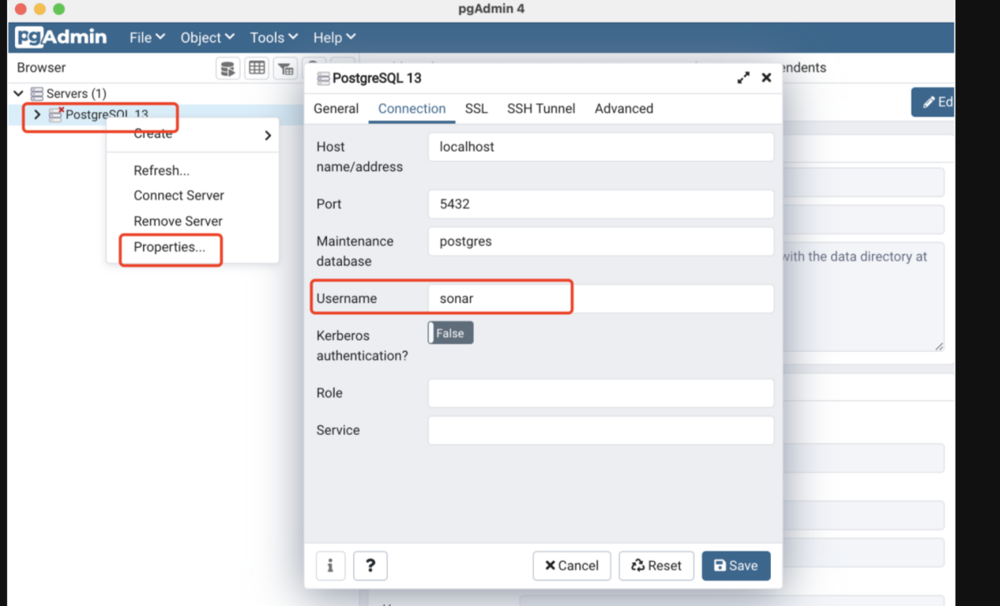 pgAdmin 4
pgAdmin File Object Tools Help
Browser
endents
Servers (1)
PostgreSQL 13
Ed
Create
Refresh...
Connect Server
Remove Server
Properties...
PostgreSQL 13
General Connection SSL SSH Tunnel Advanced
Host name/address localhost
Port 5432
Maintenance database postgres
Username sonar
Kerberos authentication? False
Role
Service
with the data directory at
i ? Cancel Reset Save